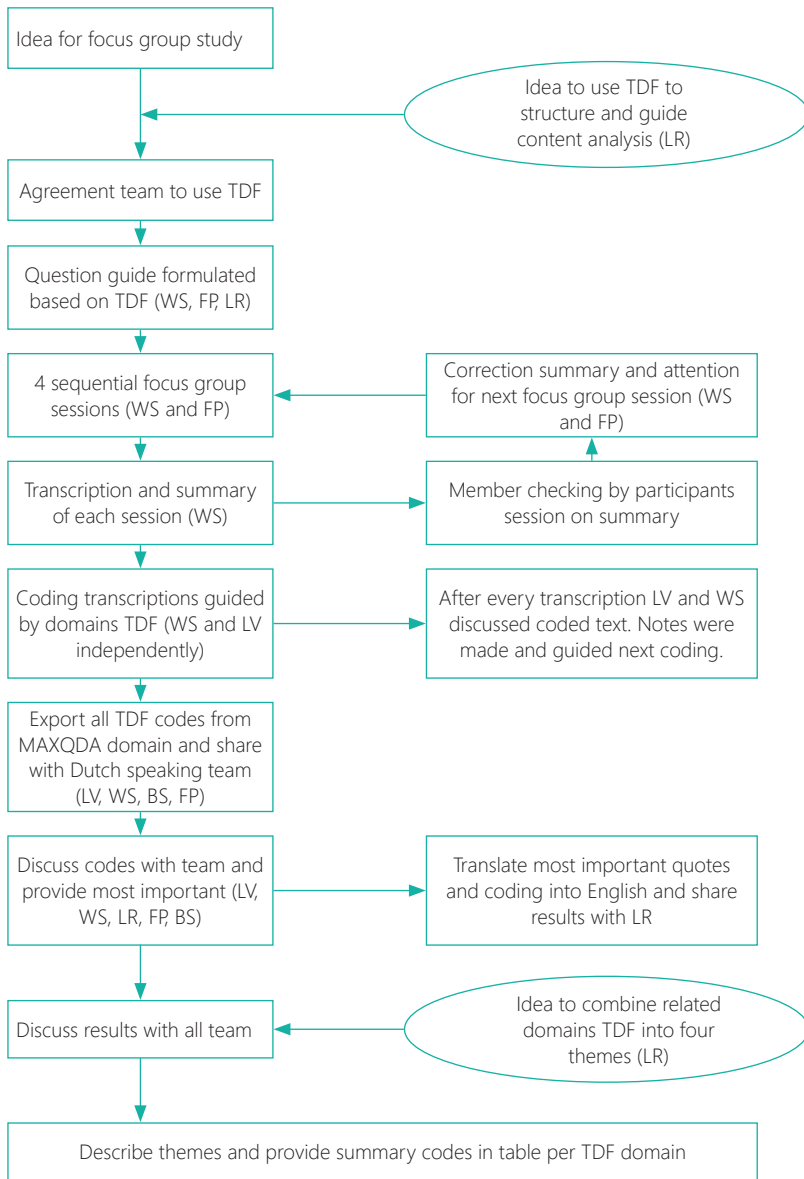 Idea for focus group study
Idea to use TDF to
structure and guide
content analysis (LR)
Agreement team to use TDF
Question guide formulated
based on TDF (WS, FP, LR)
4 sequential focus group
sessions (WS and FP)
Correction summary and attention
for next focus group session (WS
and FP)
Transcription and summary
of each session (WS)
Member checking by participants
session on summary
Coding transcriptions guided
by domains TDF (WS and LV
independently)
After every transcription LV and WS
discussed coded text. Notes were
made and guided next coding.
Export all TDF codes from
MAXQDA domain and share
with Dutch speaking team
(LV, WS, BS, FP)
Discuss codes with team and
provide most important (LV,
WS, LR, FP, BS)
Translate most important quotes
and coding into English and share
results with LR
Discuss results with all team
Idea to combine related
domains TDF into four
themes (LR)
Describe themes and provide summary codes in table per TDF domain